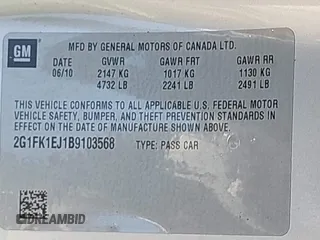 GM
MFD BY GENERAL MOTORS OF CANADA LTD.
DATE GVWR GAWR FRT GAWR RR
06/10 2147 KG 1017 KG 1130 KG
4732 LB 2241 LB 2491 LB
THIS VEHICLE CONFORMS TO ALL APPLICABLE U.S. FEDERAL MOTOR
VEHICLE SAFETY, BUMPER, AND THEFT PREVENTION STANDARDS IN
EFFECT ON THE DATE OF MANUFACTURE SHOWN ABOVE.
2G1FK1EJ1B9103568 TYPE: PASS CAR
DREAMBID